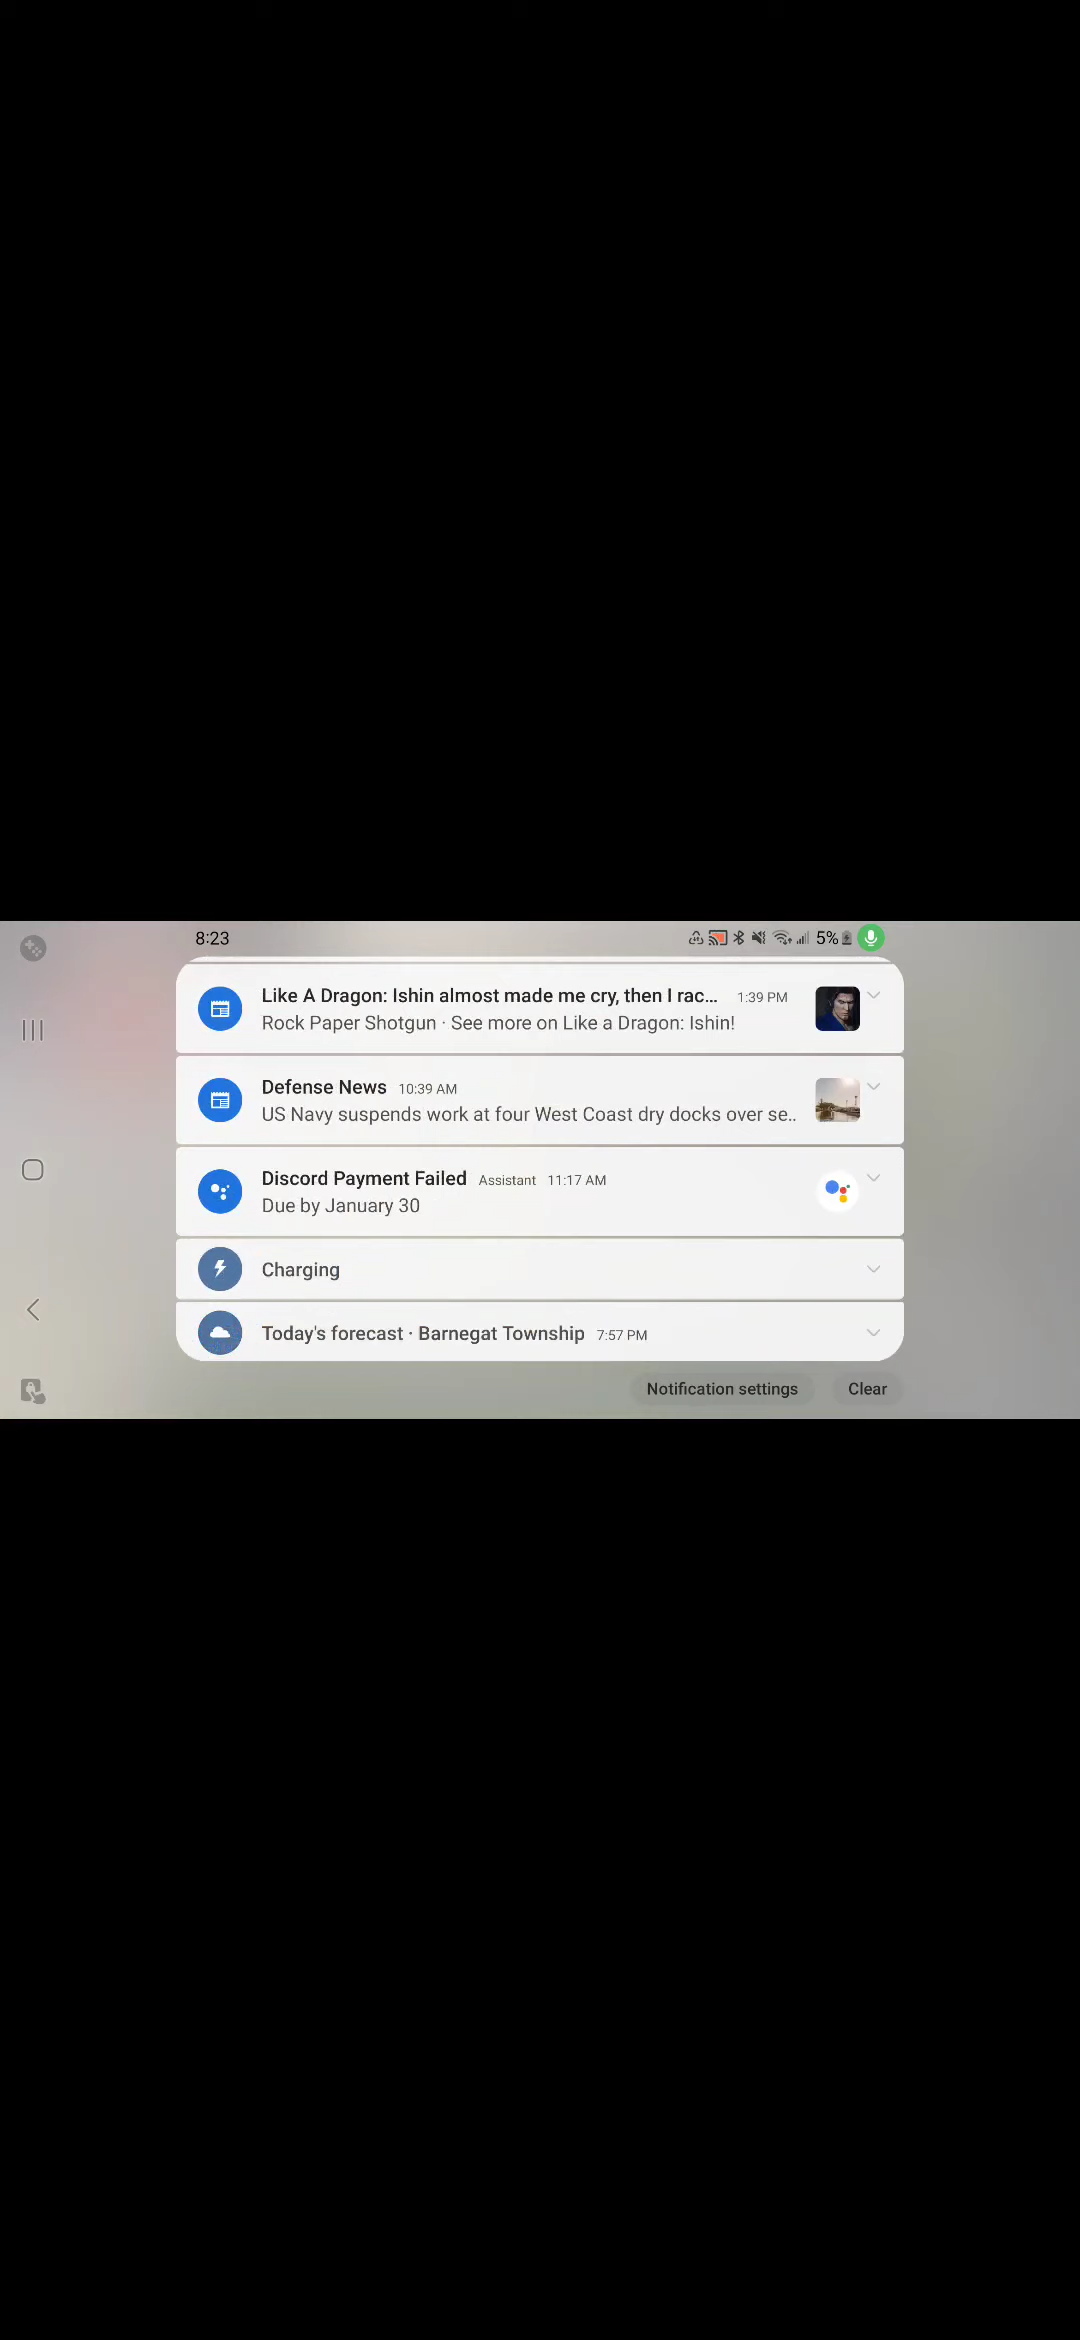 8:23
5%
Like A Dragon: Ishin almost made me cry, then I rac... 1:39 PM
Rock Paper Shotgun · See more on Like a Dragon: Ishin!
Defense News 10:39 AM
US Navy suspends work at four West Coast dry docks over se..
Discord Payment Failed Assistant 11:17 AM
Due by January 30
Charging
Today's forecast · Barnegat Township 7:57 PM
Notification settings Clear